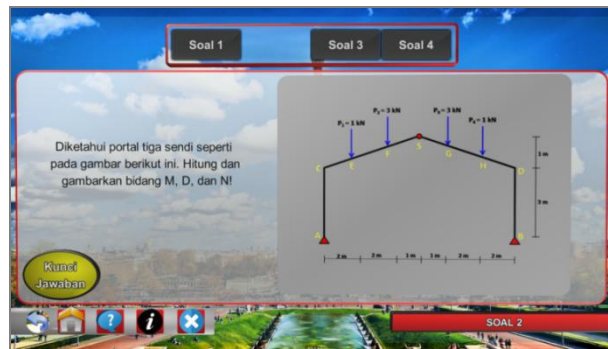 Soal 1
Soal 3
Soal 4
Diketahui portal tiga sendi seperti
pada gambar berikut ini. Hitung dan
gambarkan bidang M, D, dan N!
P₂= 3 kN
P₃= 3 kN
P₁= 1 kN
P₄= 1 kN
S
F
G
E
H
C
D
1 m
3 m
A
B
2 m
2 m
1 m
1 m
2 m
2 m
Kunci
Jawaban
?
i
SOAL 2